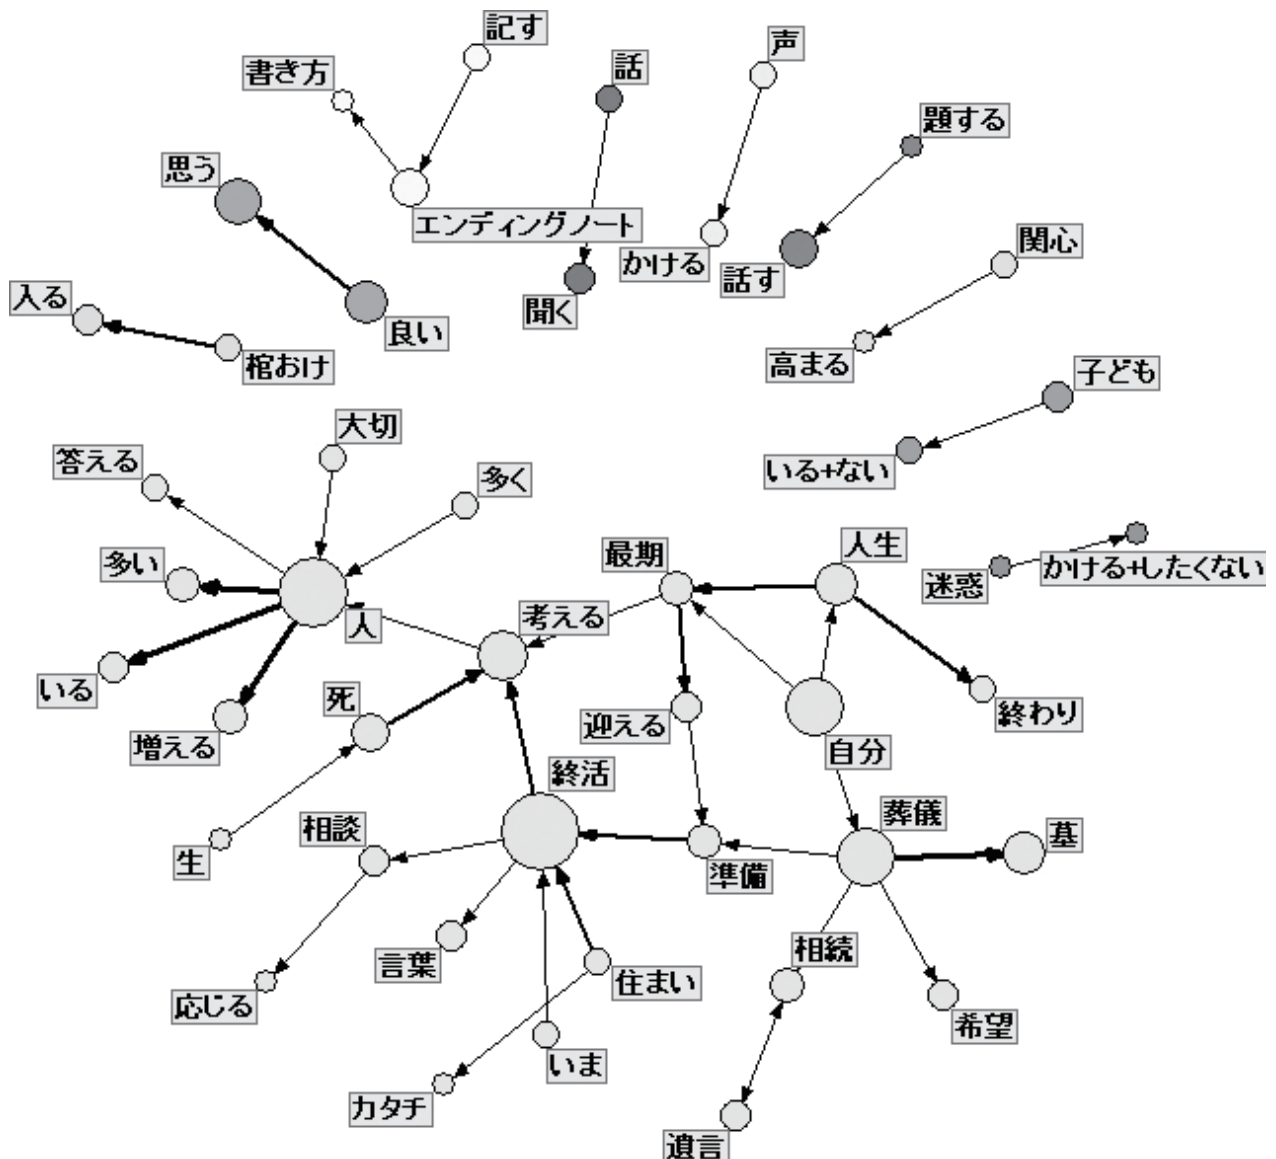 記す
声
話
書き方
題する
思う
エンディングノート
関心
かける
話す
入る
聞く
良い
棺おけ
高まる
子ども
大切
答える
多く
いる+ない
最期
人生
多い
かける+したくない
迷惑
考える
人
いる
死
終わり
迎える
増える
自分
終活
葬儀
相談
墓
生
準備
相続
言葉
住まい
応じる
希望
いま
カタチ
遺言